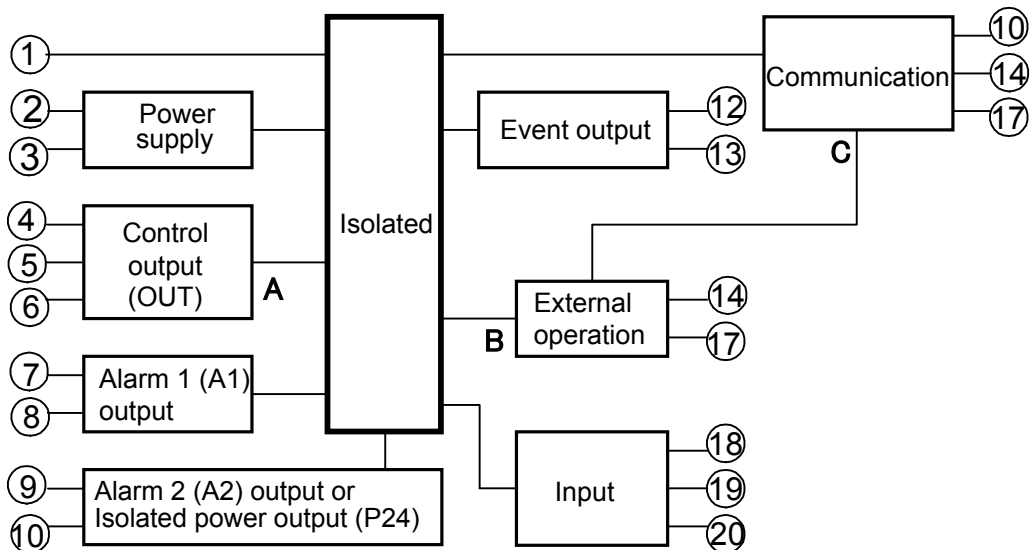 ①
②
③
Power
supply
④
⑤
⑥
Control
output
(OUT)
A
⑦
⑧
Alarm 1 (A1)
output
⑨
⑩
Alarm 2 (A2) output or
Isolated power output (P24)
Isolated
Communication
⑩
⑭
⑰
C
Event output
⑫
⑬
B
External
operation
⑭
⑰
Input
⑱
⑲
⑳